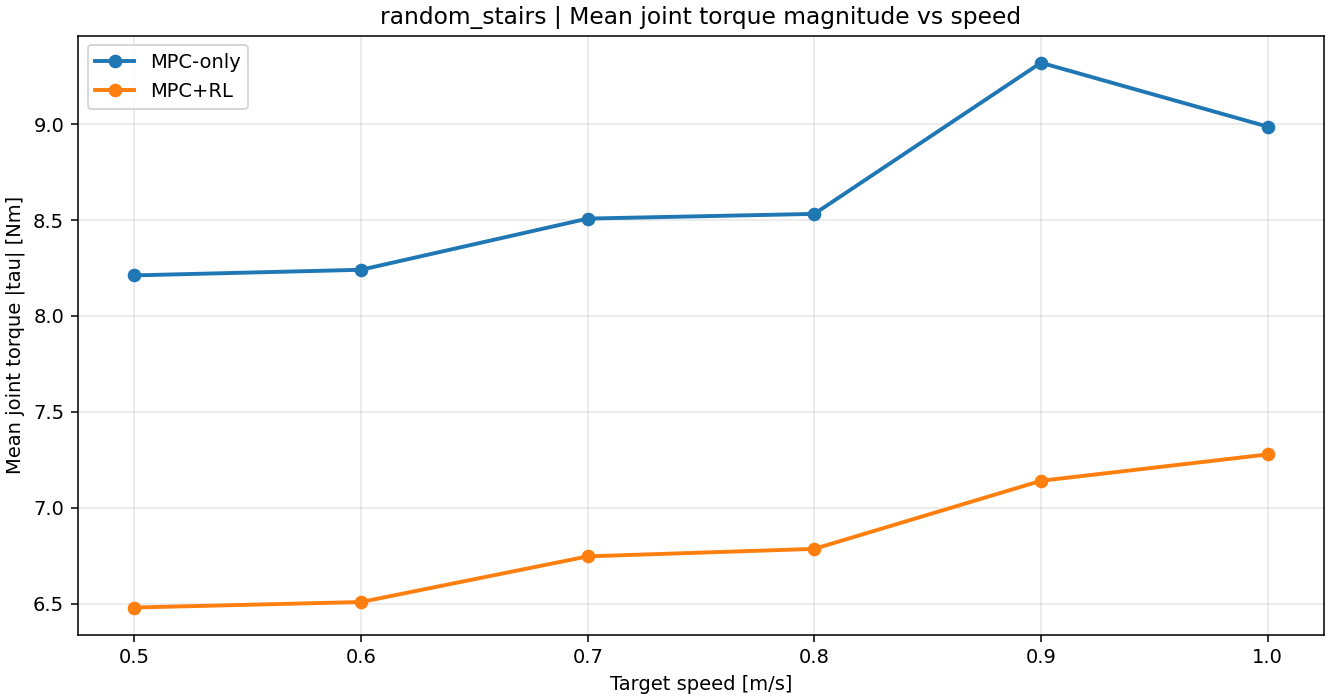 random_stairs | Mean joint torque magnitude vs speed
MPC-only
MPC+RL
Mean joint torque |tau| [Nm]
9.0
8.5
8.0
7.5
7.0
6.5
0.5
0.6
0.7
0.8
0.9
1.0
Target speed [m/s]